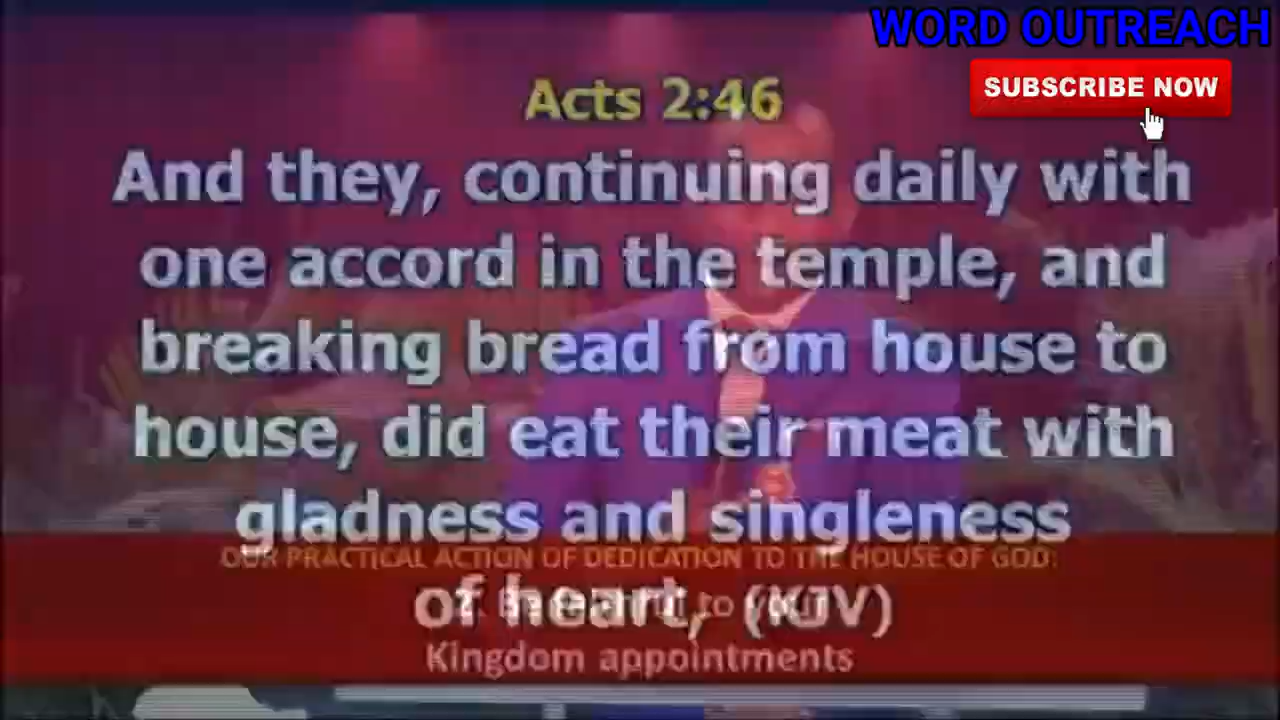 WORD OUTREACH
SUBSCRIBE NOW
Acts 2:46
And they, continuing daily with
one accord in the temple, and
breaking bread from house to
house, did eat their meat with
gladness and singleness
OUR PRACTICAL ACTION OF DEDICATION TO THE HOUSE OF GOD:
of heart, (KJV)
to your
Kingdom appointments